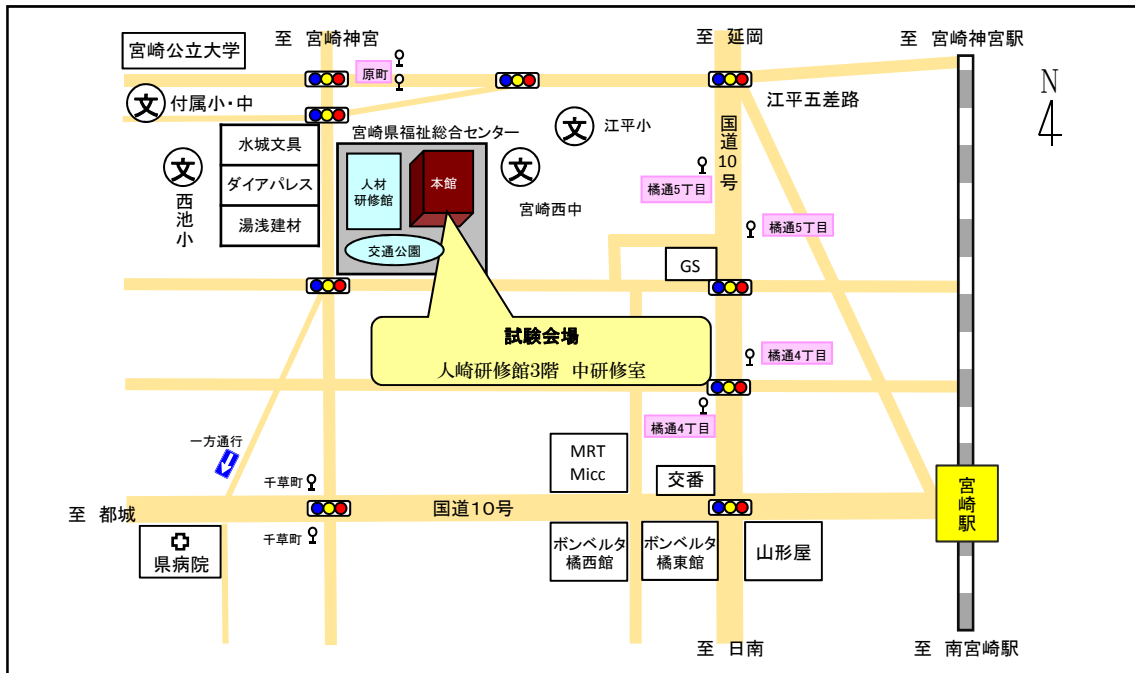 至 宮崎神宮
至 延岡
至 宮崎神宮駅
宮崎公立大学
原町
N
文
付属小・中
江平五差路
文
江平小
水城文具
ダイアパレス
湯浅建材
宮崎県福祉総合センター
人材
研修館
本館
交通公園
文
西池小
文
宮崎西中
国道10号
橘通5丁目
橘通5丁目
GS
試験会場
人崎研修館3階 中研修室
橘通4丁目
橘通4丁目
一方通行
MRT
Micc
交番
千草町
国道10号
至 都城
宮崎駅
千草町
県病院
ボンベルタ
橘西館
ボンベルタ
橘東館
山形屋
至 日南
至 南宮崎駅